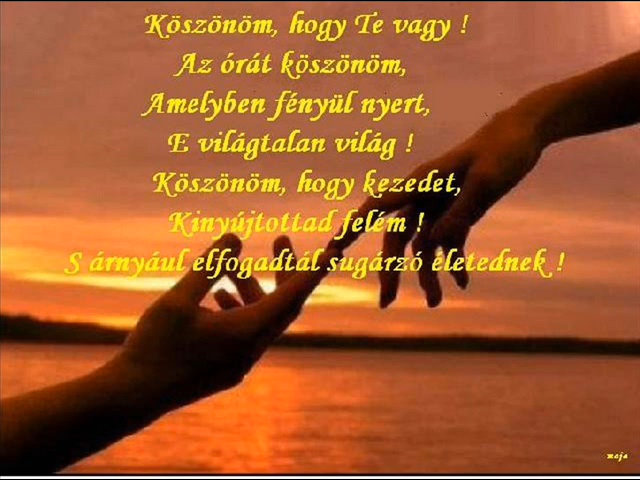 Köszönöm, hogy Te vagy !
Az órát köszönöm,
Amelyben fényül nyert,
E világtalan világ !
Köszönöm, hogy kezedet,
Kinyújtottad felém !
S árnyául elfogadtál sugárzó életednek !
maja